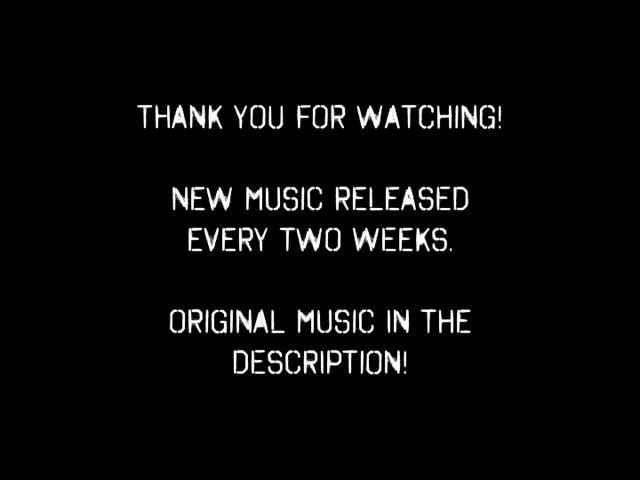 THANK YOU FOR WATCHING!
NEW MUSIC RELEASED
EVERY TWO WEEKS.
ORIGINAL MUSIC IN THE
DESCRIPTION!